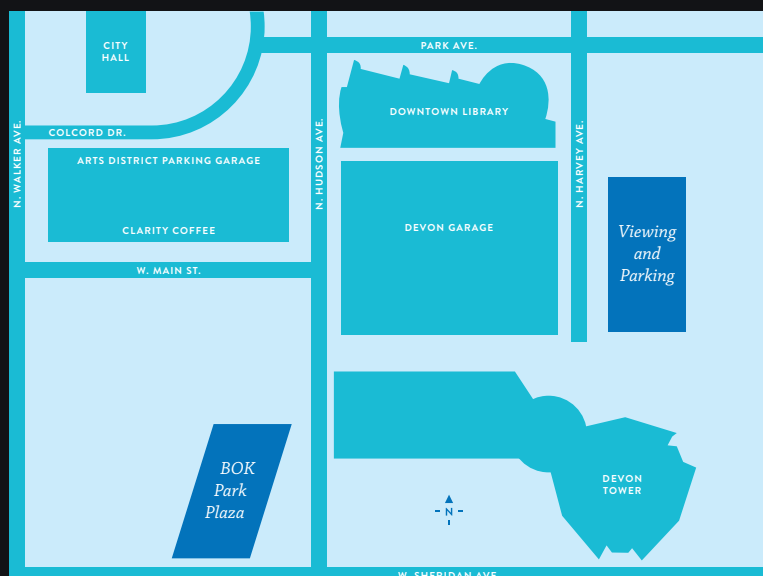 CITY
HALL
PARK AVE.
DOWNTOWN LIBRARY
COLCORD DR.
N. WALKER AVE.
N. HUDSON AVE.
N. HARVEY AVE.
ARTS DISTRICT PARKING GARAGE
CLARITY COFFEE
DEVON GARAGE
Viewing
and
Parking
W. MAIN ST.
BOK
Park
Plaza
DEVON
TOWER
N
W. SHERIDAN AVE.